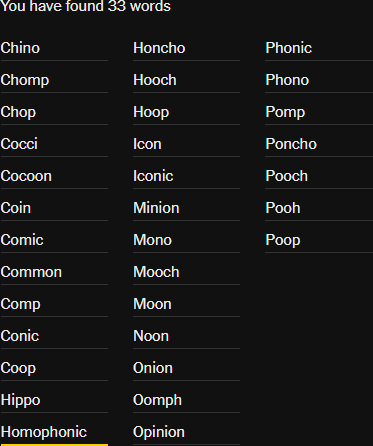 You have found 33 words
Chino
Chomp
Chop
Cocci
Cocoon
Coin
Comic
Common
Comp
Conic
Coop
Hippo
Homophonic
Honcho
Hooch
Hoop
Icon
Iconic
Minion
Mono
Mooch
Moon
Noon
Onion
Oomph
Opinion
Phonic
Phono
Pomp
Poncho
Pooch
Pooh
Poop